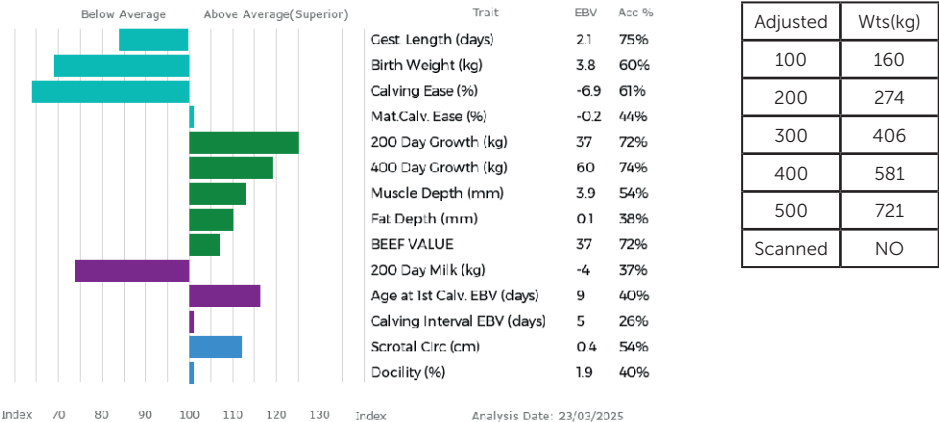 Below Average Above Average(Superior) Trait EBV Acc %
Gest. Length (days) 2.1 75%
Birth Weight (kg) 3.8 60%
Calving Ease (%) -6.9 61%
Mat.Calv. Ease (%) -0.2 44%
200 Day Growth (kg) 37 72%
400 Day Growth (kg) 60 74%
Muscle Depth (mm) 3.9 54%
Fat Depth (mm) 0.1 38%
BEEF VALUE 37 72%
200 Day Milk (kg) -4 37%
Age at 1st Calv. EBV (days) 9 40%
Calving Interval EBV (days) 5 26%
Scrotal Circ (cm) 0.4 54%
Docility (%) 1.9 40%
Index 70 80 90 100 110 120 130 Index Analysis Date: 23/03/2025
Adjusted Wts(kg)
100 160
200 274
300 406
400 581
500 721
Scanned NO